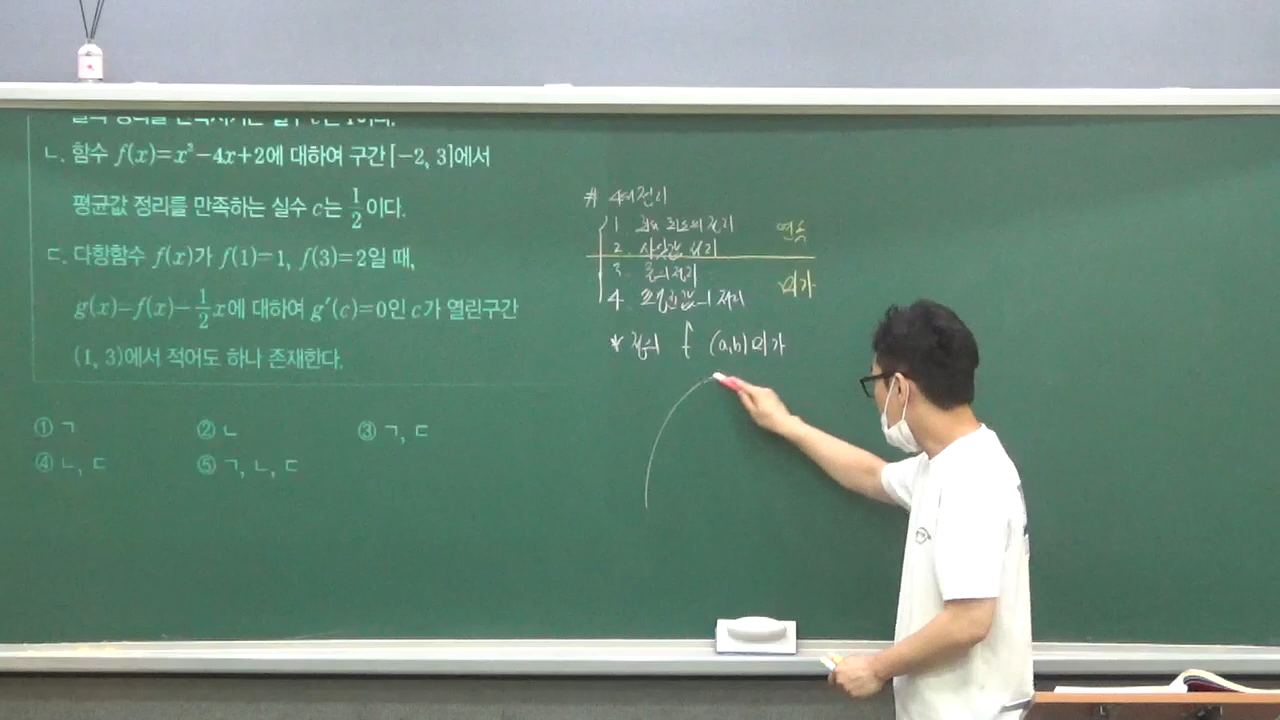 ㄴ. 함수 f(x)=x²-4x+2에 대하여 구간 [-2, 3]에서
평균값 정리를 만족하는 실수 c는 1/2이다.
ㄷ. 다항함수 f(x)가 f(1)=1, f(3)=2일 때,
g(x)=f(x)-1/2x에 대하여 g′(c)=0인 c가 열린구간
(1, 3)에서 적어도 하나 존재한다.
① ㄱ ② ㄴ ③ ㄱ, ㄷ
④ ㄴ, ㄷ ⑤ ㄱ, ㄴ, ㄷ
# 4대정리
1. 최대 최소의 정리 연속
2. 사잇값 정리
3. 롤의 정리 미가
4. 평균값의 정리
* 정의 f (a,b) 미가